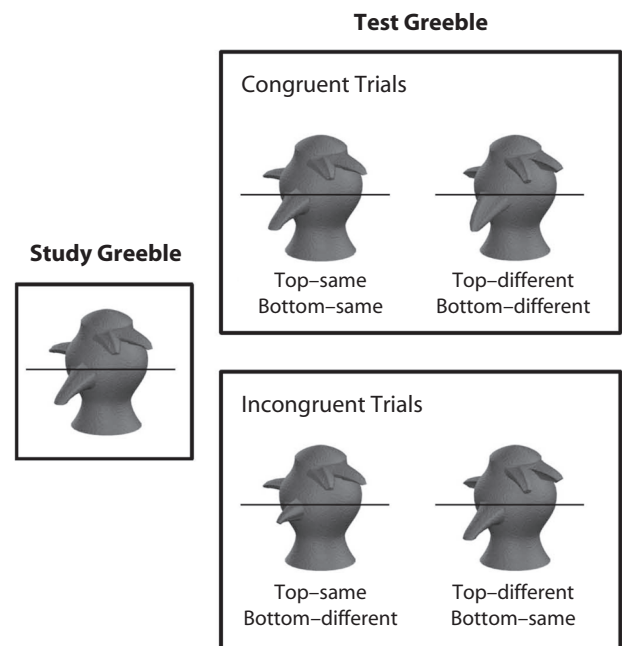 Test Greeble
Congruent Trials
Top–same
Bottom–same
Top–different
Bottom–different
Study Greeble
Incongruent Trials
Top–same
Bottom–different
Top–different
Bottom–same